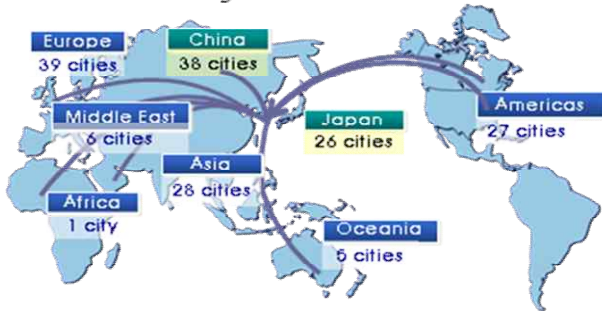 Europe
39 cities
China
38 cities
Middle East
6 cities
Japan
26 cities
Americas
27 cities
Asia
28 cities
Africa
1 city
Oceania
5 cities